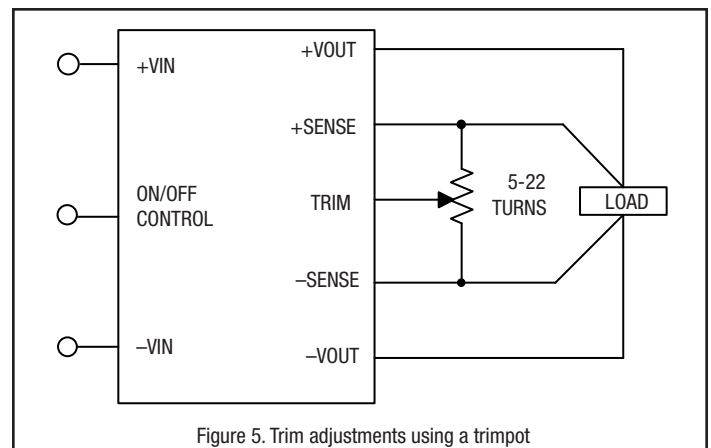 +VOUT
+VIN
+SENSE
ON/OFF
CONTROL
TRIM
5-22
TURNS
LOAD
–SENSE
–VIN
–VOUT
Figure 5. Trim adjustments using a trimpot